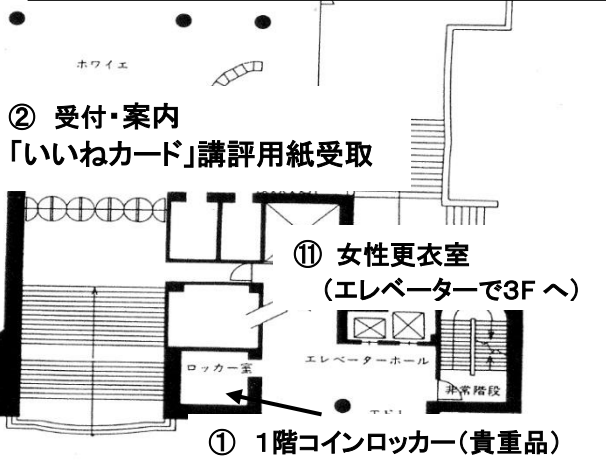 ホワイエ
② 受付・案内
「いいねカード」講評用紙受取
⑪ 女性更衣室
（エレベーターで3F へ）
エレベーターホール
ロッカー室
非常階段
① 1階コインロッカー（貴重品）